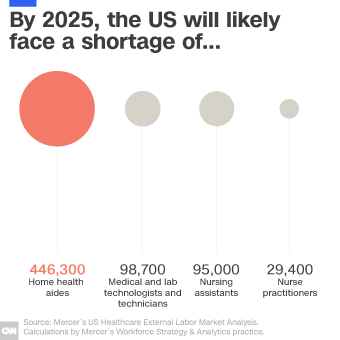 By 2025, the US will likely
face a shortage of...
446,300
Home health
aides
98,700
Medical and lab
technologists and
technicians
95,000
Nursing
assistants
29,400
Nurse
practitioners
CNN
Source: Mercer's US Healthcare External Labor Market Analysis.
Calculations by Mercer's Workforce Strategy & Analytics practice.